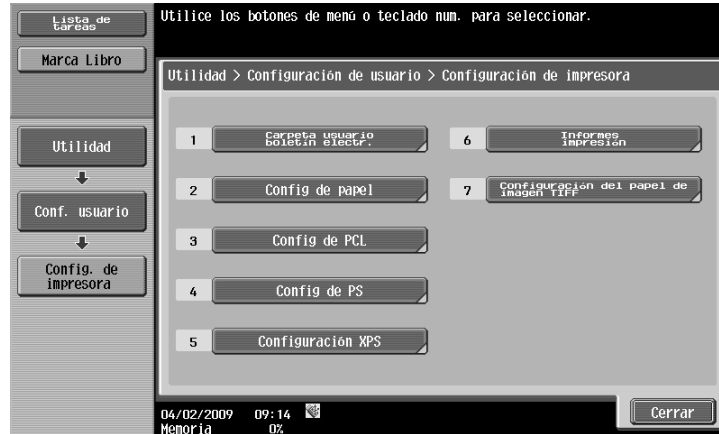 Lista de
tareas
Utilice los botones de menú o teclado num. para seleccionar.
Marca Libro
Utilidad > Configuración de usuario > Configuración de impresora
Utilidad
Conf. usuario
Config. de
impresora
1 Carpeta usuario
boletín electr.
2 Config de papel
3 Config de PCL
4 Config de PS
5 Configuración XPS
6 Informes
impresión
7 Configuración del papel de
imagen TIFF
04/02/2009 09:14
Memoria 0%
Cerrar